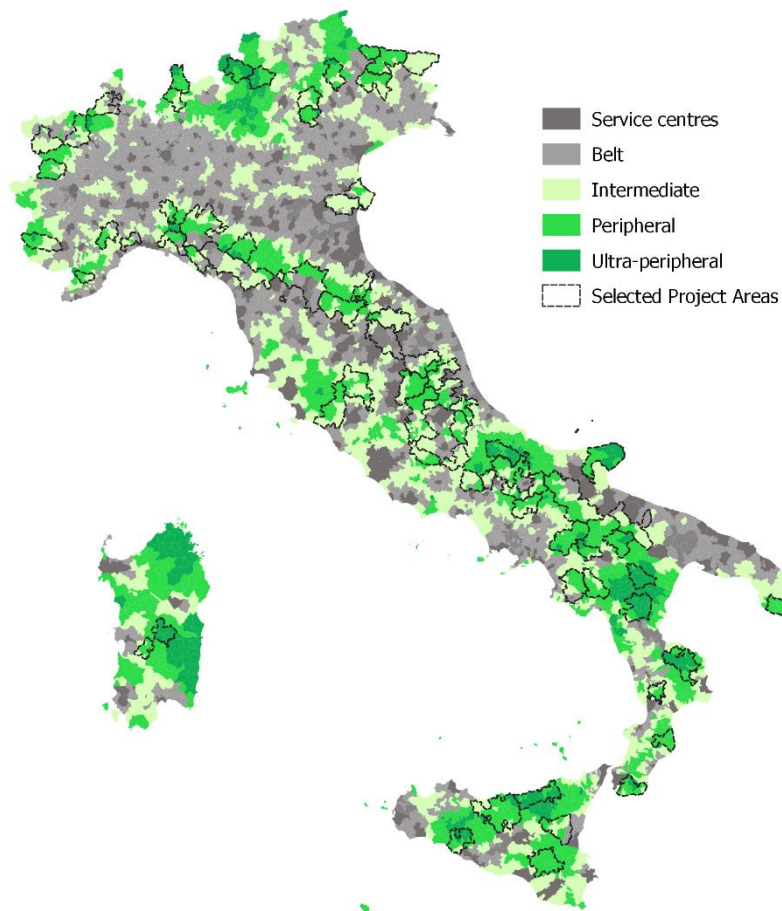 Service centres
Belt
Intermediate
Peripheral
Ultra-peripheral
Selected Project Areas